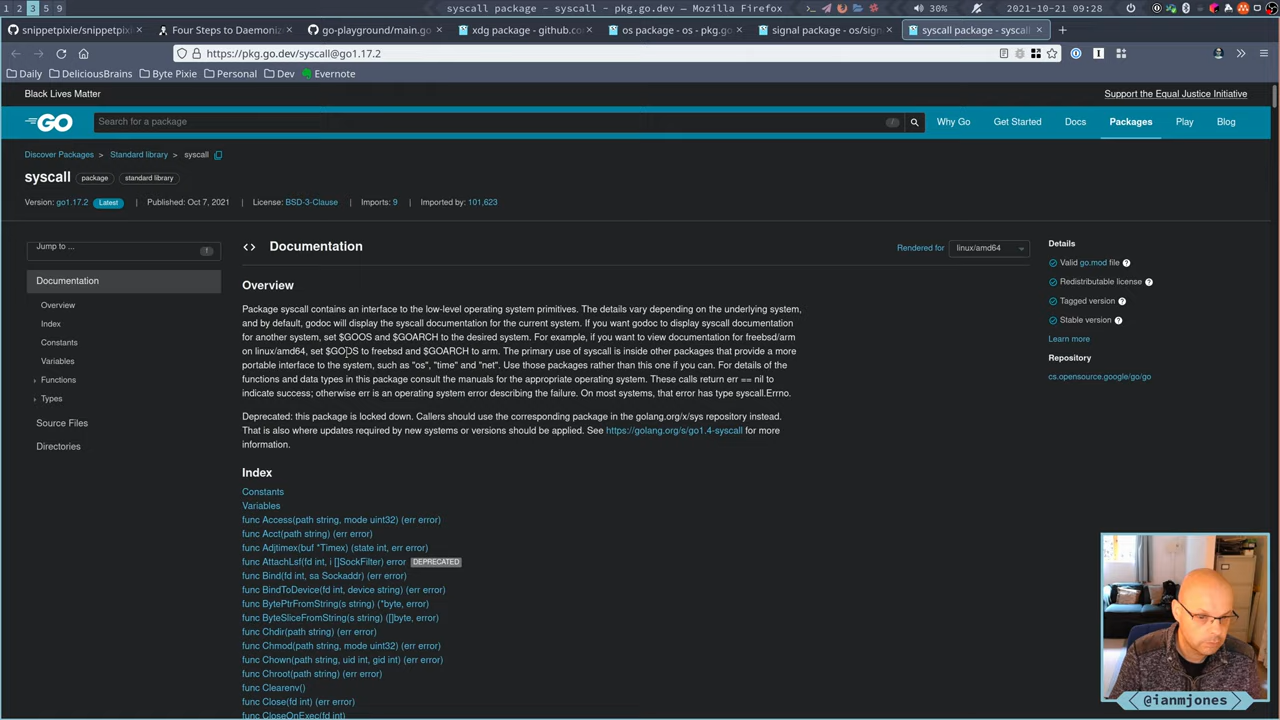 1 2 3 5 9
syscall package - syscall - pkg.go.dev — Mozilla Firefox
30%
2021-10-21 09:28
snippetpixie/snippetpixi
Four Steps to Daemoniz
go-playground/main.go
xdg package - github.co
os package - os - pkg.go
signal package - os/sign
syscall package - syscall
https://pkg.go.dev/syscall@go1.17.2
Daily
DeliciousBrains
Byte Pixie
Personal
Dev
Evernote
Black Lives Matter
Support the Equal Justice Initiative
GO
Search for a package
/
Why Go
Get Started
Docs
Packages
Play
Blog
Discover Packages > Standard library > syscall
syscall package standard library
Version: go1.17.2 Latest | Published: Oct 7, 2021 | License: BSD-3-Clause | Imports: 9 | Imported by: 101,623
Jump to ...
Documentation
Overview
Index
Constants
Variables
Functions
Types
Source Files
Directories
Documentation
Rendered for linux/amd64
Overview
Package syscall contains an interface to the low-level operating system primitives. The details vary depending on the underlying system,
and by default, godoc will display the syscall documentation for the current system. If you want godoc to display syscall documentation
for another system, set $GOOS and $GOARCH to the desired system. For example, if you want to view documentation for freebsd/arm
on linux/amd64, set $GOOS to freebsd and $GOARCH to arm. The primary use of syscall is inside other packages that provide a more
portable interface to the system, such as "os", "time" and "net". Use those packages rather than this one if you can. For details of the
functions and data types in this package consult the manuals for the appropriate operating system. These calls return err == nil to
indicate success; otherwise err is an operating system error describing the failure. On most systems, that error has type syscall.Errno.
Deprecated: this package is locked down. Callers should use the corresponding package in the golang.org/x/sys repository instead.
That is also where updates required by new systems or versions should be applied. See https://golang.org/s/go1.4-syscall for more
information.
Index
Constants
Variables
func Access(path string, mode uint32) (err error)
func Acct(path string) (err error)
func Adjtimex(buf *Timex) (state int, err error)
func AttachLsf(fd int, i []SockFilter) error DEPRECATED
func Bind(fd int, sa Sockaddr) (err error)
func BindToDevice(fd int, device string) (err error)
func BytePtrFromString(s string) (*byte, error)
func ByteSliceFromString(s string) ([]byte, error)
func Chdir(path string) (err error)
func Chmod(path string, mode uint32) (err error)
func Chown(path string, uid int, gid int) (err error)
func Chroot(path string) (err error)
func Clearenv()
func Close(fd int) (err error)
func CloseOnExec(fd int)
Details
Valid go.mod file
Redistributable license
Tagged version
Stable version
Learn more
Repository
cs.opensource.google/go/go
@ianmjones